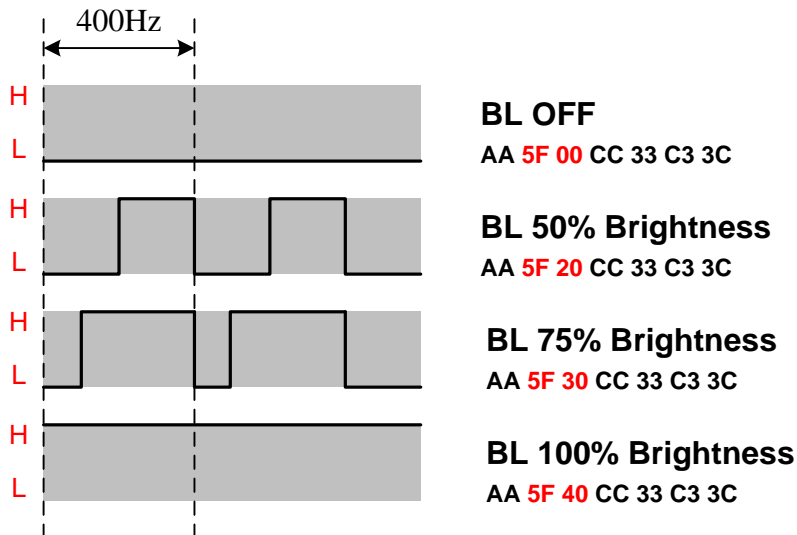 400Hz
H
L
BL OFF
AA 5F 00 CC 33 C3 3C
H
L
BL 50% Brightness
AA 5F 20 CC 33 C3 3C
H
L
BL 75% Brightness
AA 5F 30 CC 33 C3 3C
H
L
BL 100% Brightness
AA 5F 40 CC 33 C3 3C